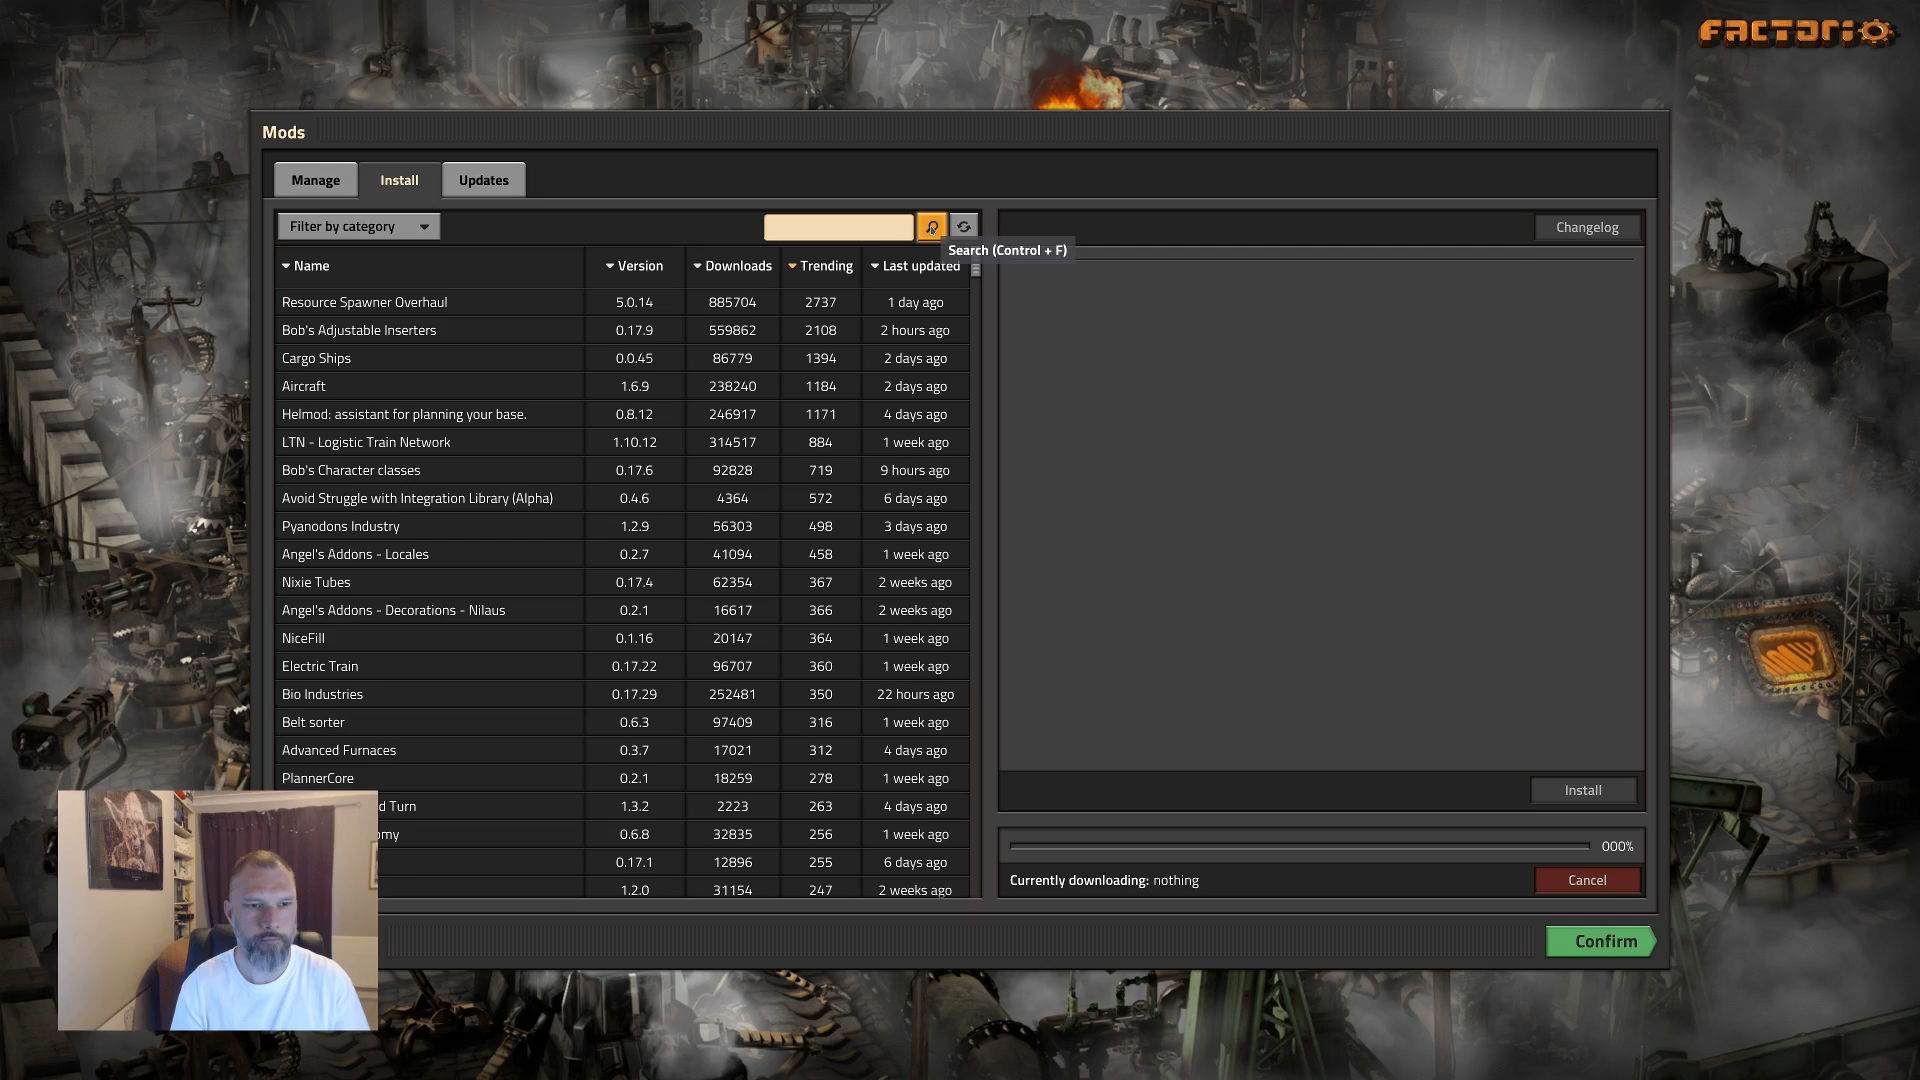 FACTORIO
Mods
Manage Install Updates
Filter by category
Changelog
Search (Control + F)
Name Version Downloads Trending Last updated
Resource Spawner Overhaul 5.0.14 885704 2737 1 day ago
Bob's Adjustable Inserters 0.17.9 559862 2108 2 hours ago
Cargo Ships 0.0.45 86779 1394 2 days ago
Aircraft 1.6.9 238240 1184 2 days ago
Helmod: assistant for planning your base. 0.8.12 246917 1171 4 days ago
LTN - Logistic Train Network 1.10.12 314517 884 1 week ago
Bob's Character classes 0.17.6 92828 719 9 hours ago
Avoid Struggle with Integration Library (Alpha) 0.4.6 4364 572 6 days ago
Pyanodons Industry 1.2.9 56303 498 3 days ago
Angel's Addons - Locales 0.2.7 41094 458 1 week ago
Nixie Tubes 0.17.4 62354 367 2 weeks ago
Angel's Addons - Decorations - Nilaus 0.2.1 16617 366 2 weeks ago
NiceFill 0.1.16 20147 364 1 week ago
Electric Train 0.17.22 96707 360 1 week ago
Bio Industries 0.17.29 252481 350 22 hours ago
Belt sorter 0.6.3 97409 316 1 week ago
Advanced Furnaces 0.3.7 17021 312 4 days ago
PlannerCore 0.2.1 18259 278 1 week ago
d Turn 1.3.2 2223 263 4 days ago
omy 0.6.8 32835 256 1 week ago
0.17.1 12896 255 6 days ago
1.2.0 31154 247 2 weeks ago
Install
000%
Currently downloading: nothing
Cancel
Confirm